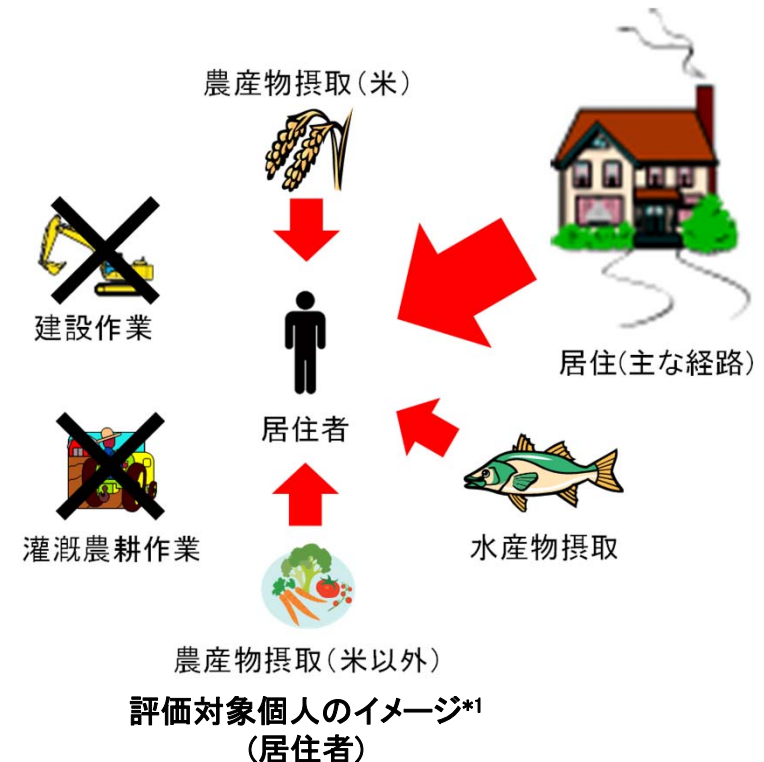 農産物摂取(米)
建設作業
居住(主な経路)
居住者
灌漑農耕作業
水産物摂取
農産物摂取(米以外)
評価対象個人のイメージ*1
(居住者)